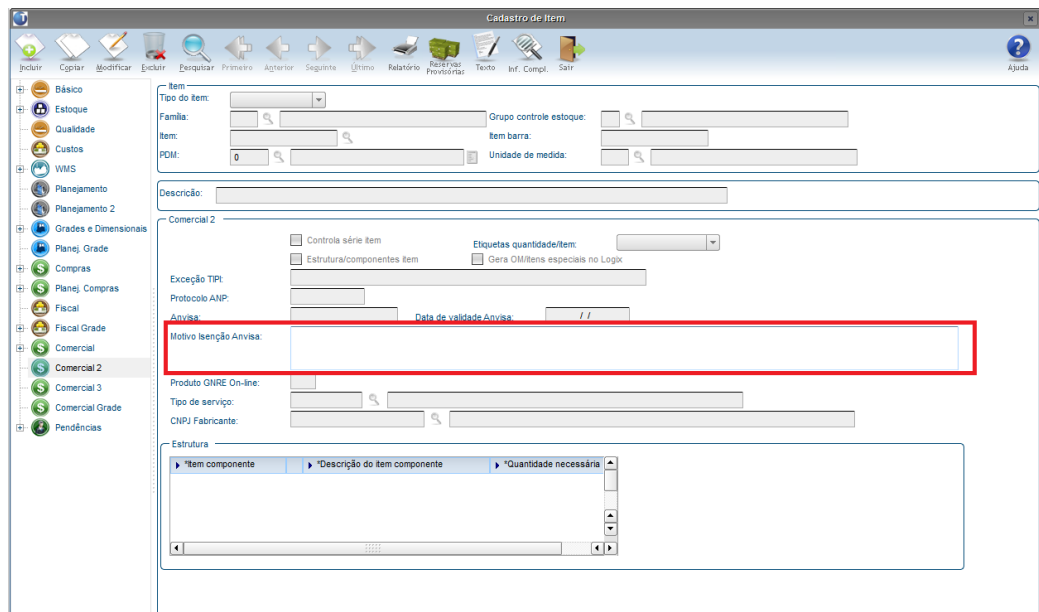 Cadastro de Item
Incluir Copiar Modificar Excluir Pesquisar Primeiro Anterior Seguinte Último Relatório Reservas Provisórias Texto Inf. Compl. Sair Ajuda
Básico
Estoque
Qualidade
Custos
WMS
Planejamento
Planejamento 2
Grades e Dimensionais
Planej. Grade
Compras
Planej. Compras
Fiscal
Fiscal Grade
Comercial
Comercial 2
Comercial 3
Comercial Grade
Pendências
Item
Tipo do item:
Família: Grupo controle estoque:
Item: Item barra:
PDM: 0 Unidade de medida:
Descrição:
Comercial 2
Controla série item Etiquetas quantidade/item:
Estrutura/componentes item Gera OM/itens especiais no Logix
Exceção TIPI:
Protocolo ANP:
Anvisa: Data de validade Anvisa: / /
Motivo Isenção Anvisa:
Produto GNRE On-line:
Tipo de serviço:
CNPJ Fabricante:
Estrutura
*Item componente *Descrição do item componente *Quantidade necessária